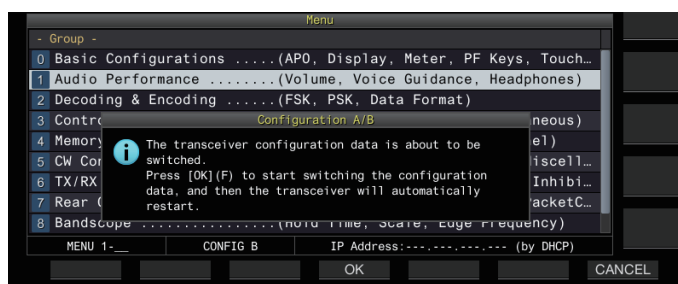 Menu
- Group -
0 Basic Configurations .....(APO, Display, Meter, PF Keys, Touch…
1 Audio Performance ........(Volume, Voice Guidance, Headphones)
2 Decoding & Encoding ......(FSK, PSK, Data Format)
3 Contro neous)
Configuration A/B
4 Memory el)
The transceiver configuration data is about to be
switched.
5 CW Con iscell…
Press [OK](F) to start switching the configuration
6 TX/RX Inhibi…
data, and then the transceiver will automatically
7 Rear acketC…
restart.
8 Bandscope ................(Hold Time, Scale, Edge Frequency)
MENU 1-__ CONFIG B IP Address:---.---.---.--- (by DHCP)
OK CANCEL